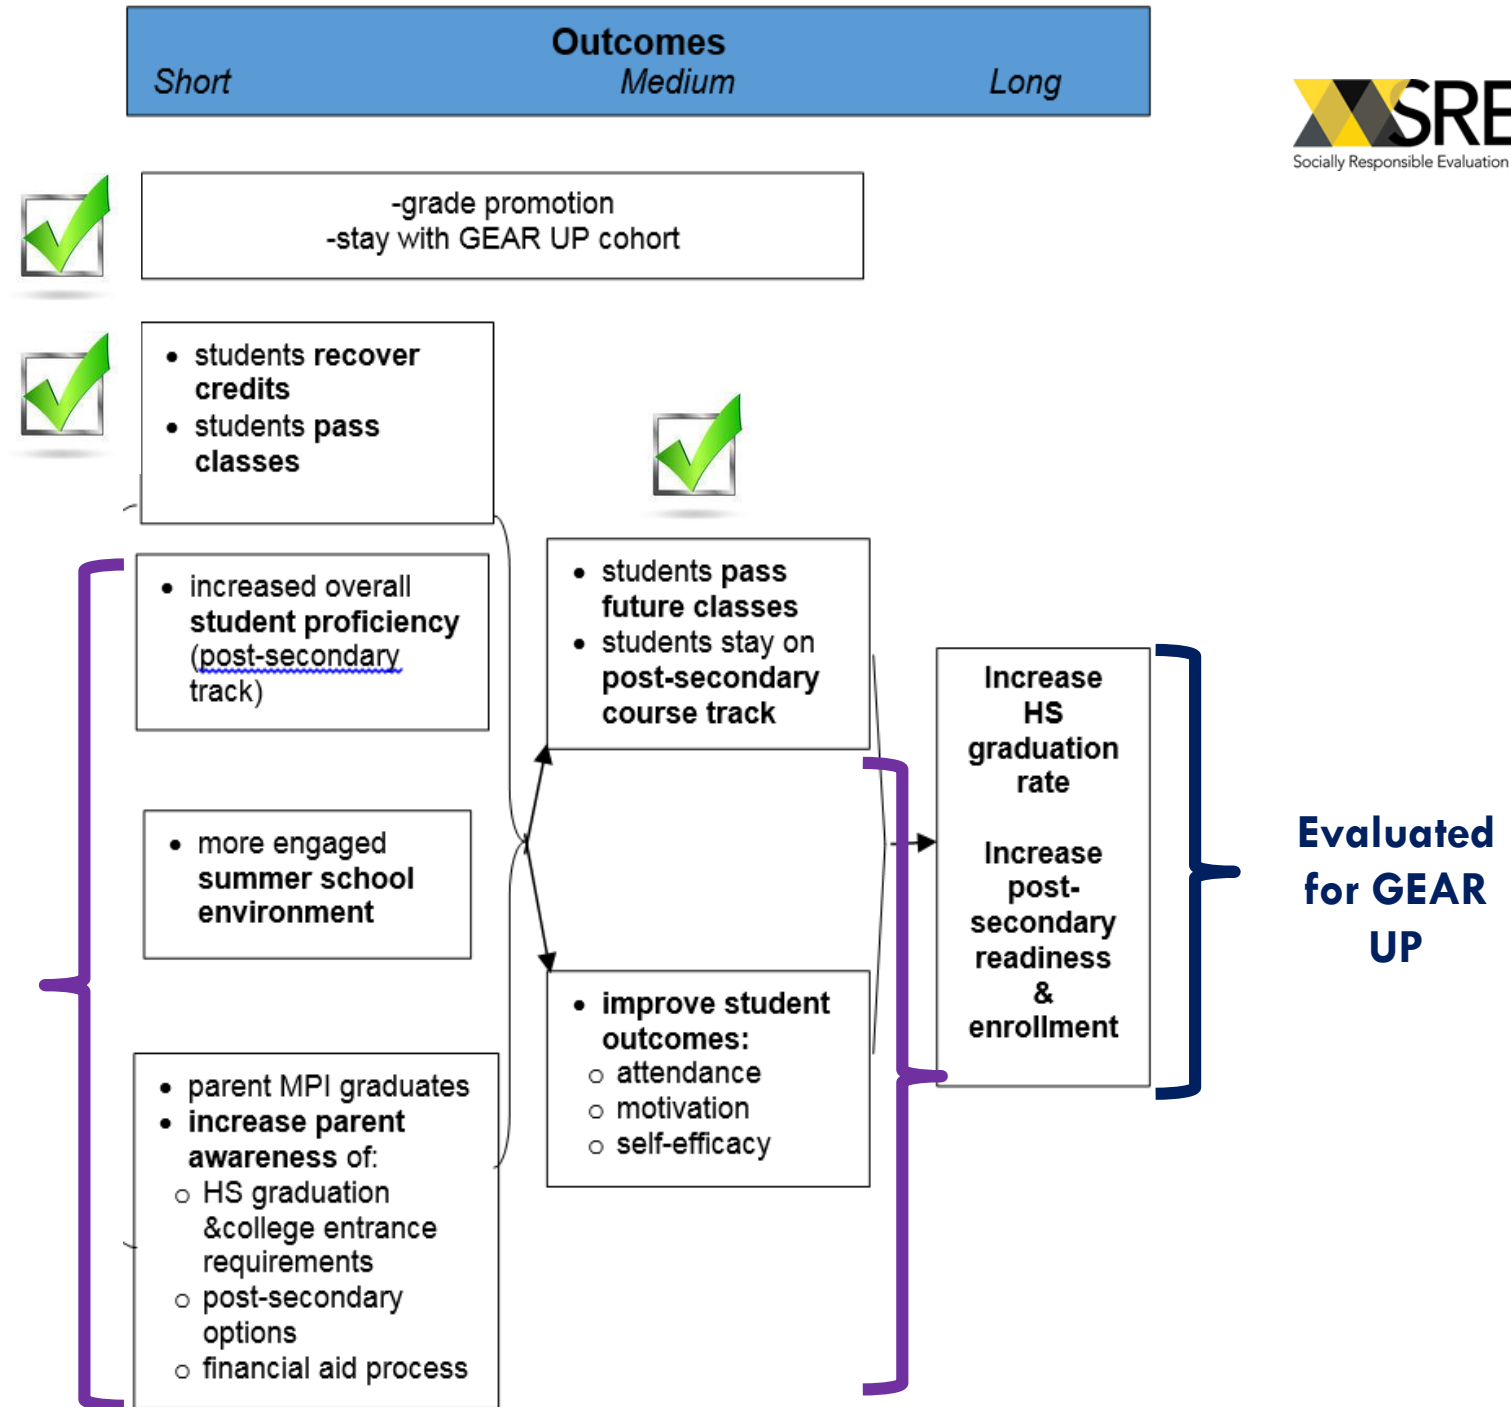 Outcomes
Short Medium Long
SRE
Socially Responsible Evaluation
-grade promotion
-stay with GEAR UP cohort
• students recover
credits
• students pass
classes
• increased overall
student proficiency
(post-secondary
track)
• more engaged
summer school
environment
• parent MPI graduates
• increase parent
awareness of:
o HS graduation
&college entrance
requirements
o post-secondary
options
o financial aid process
• students pass
future classes
• students stay on
post-secondary
course track
• improve student
outcomes:
o attendance
o motivation
o self-efficacy
Increase
HS
graduation
rate
Increase
post-
secondary
readiness
&
enrollment
Evaluated
for GEAR
UP